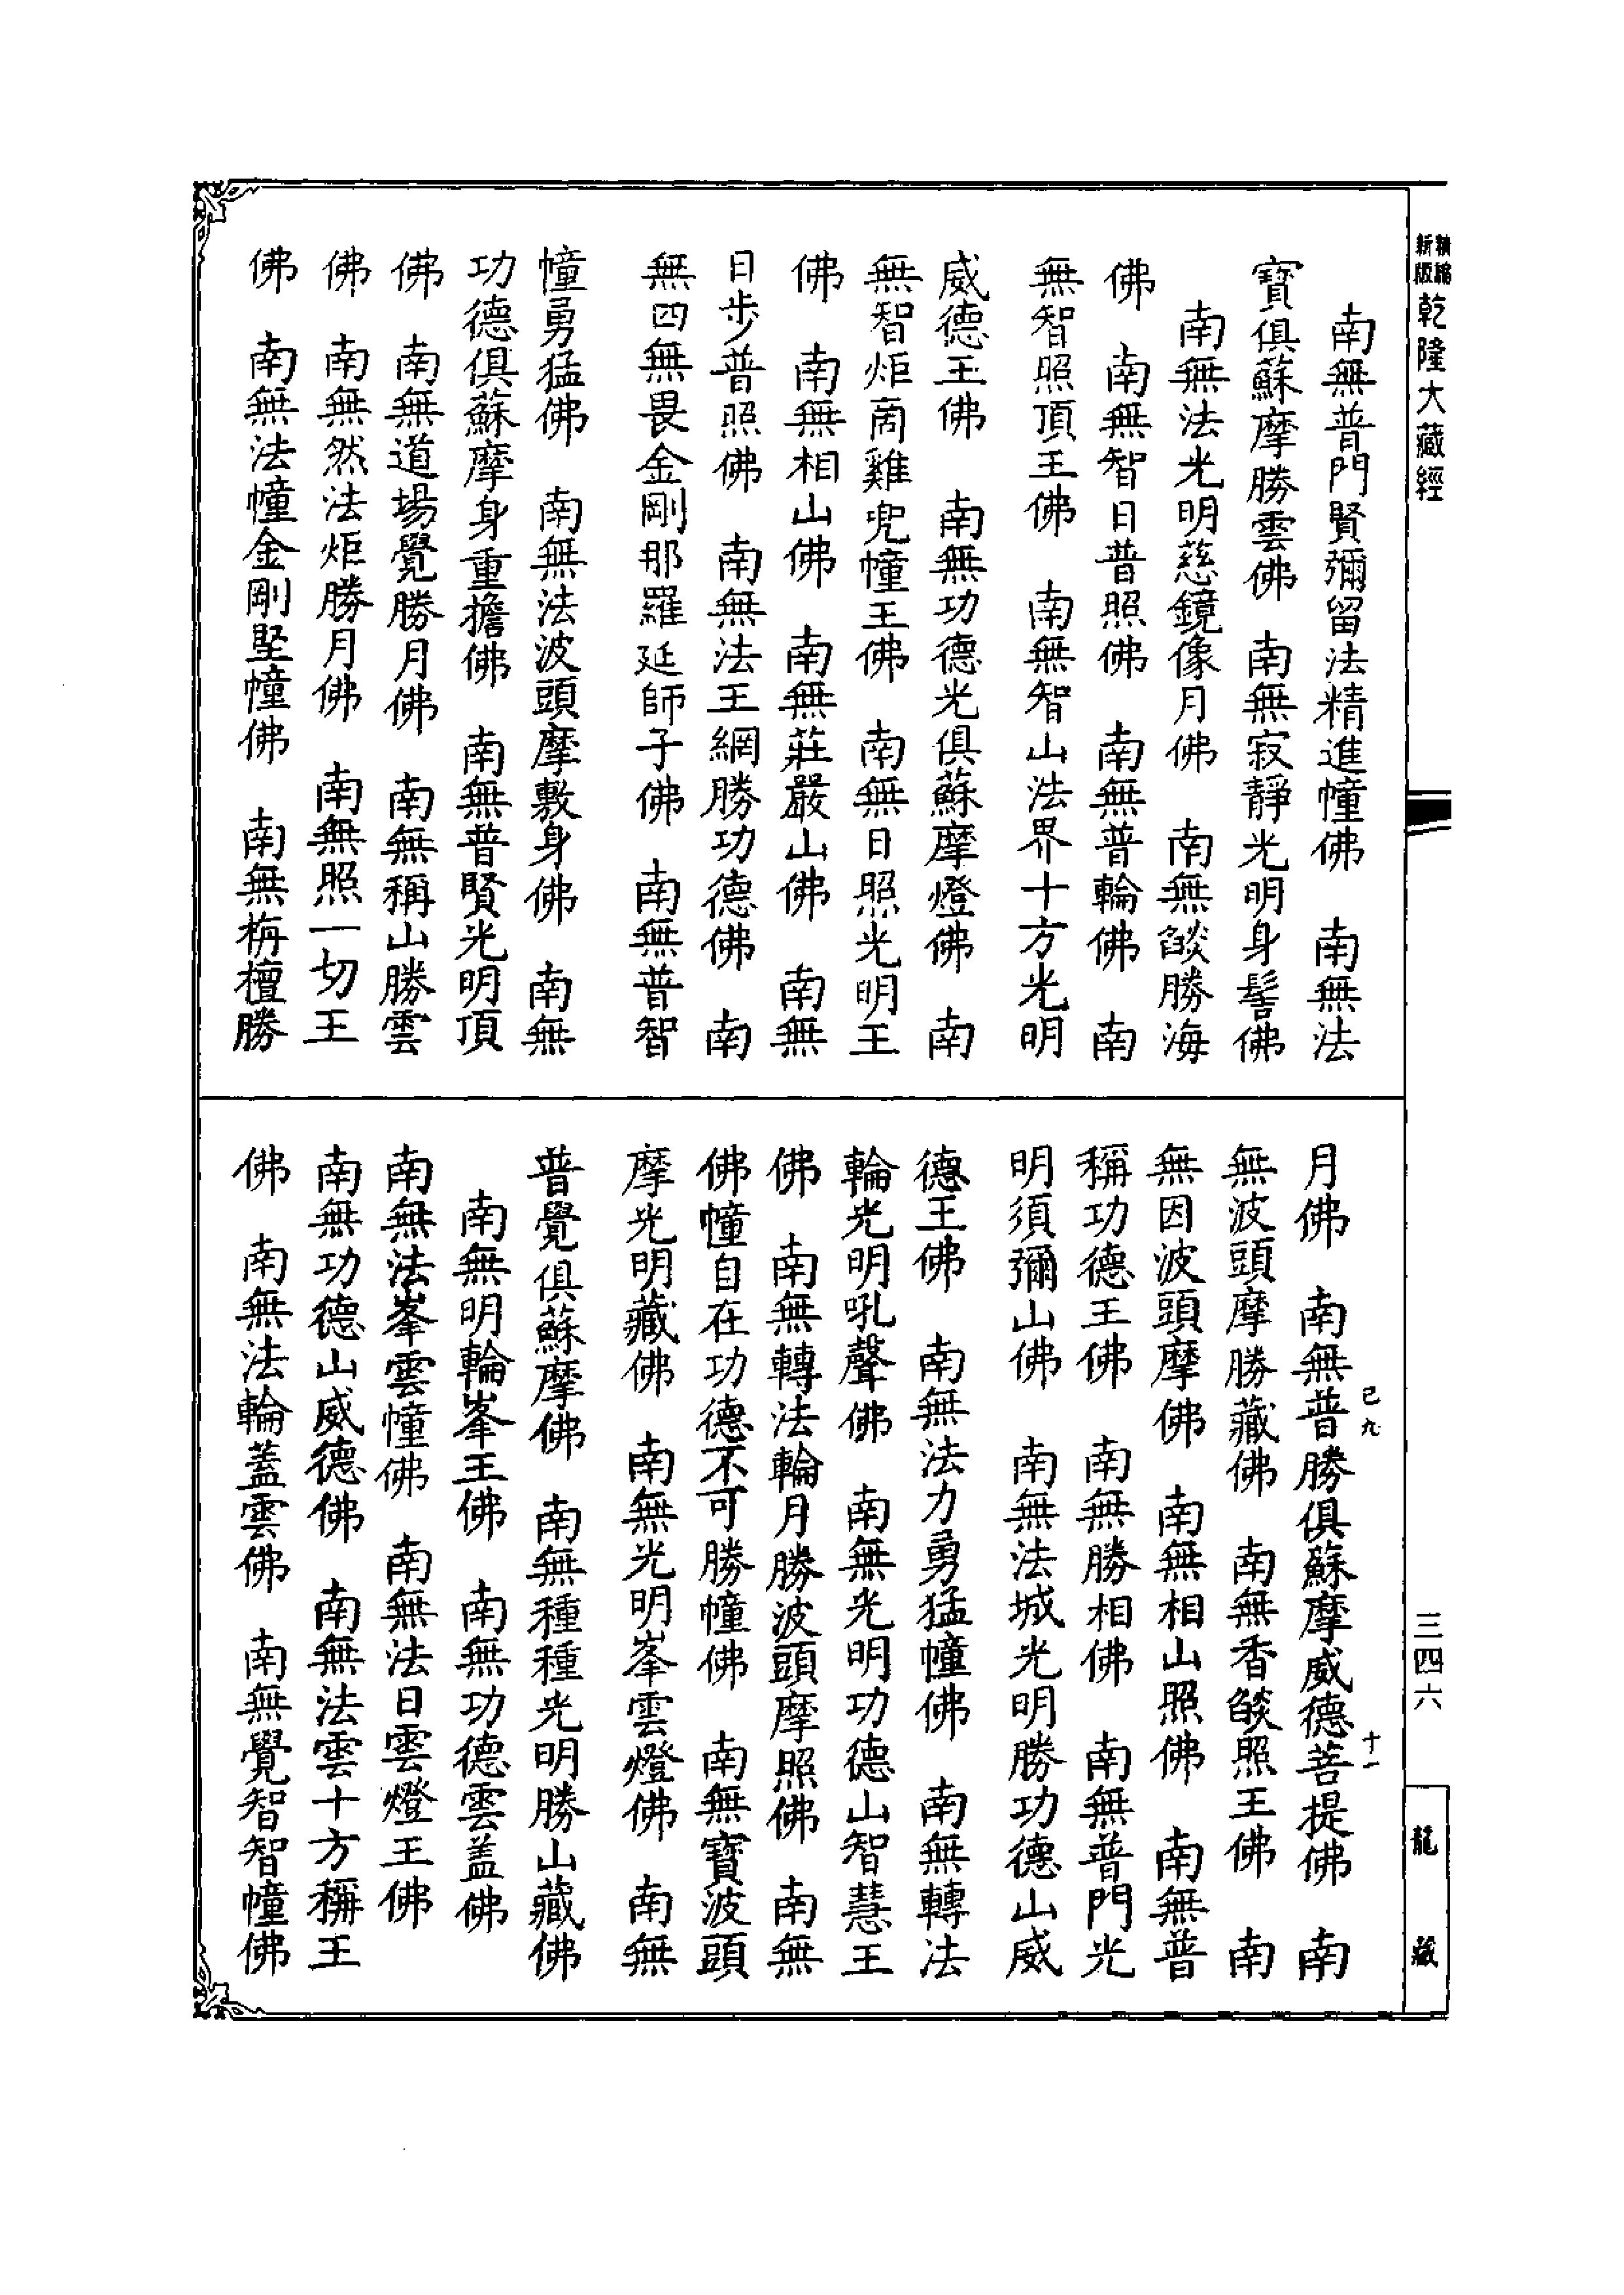 精縮
新版
乾隆大藏經
南無普門賢彌留法精進幢佛　南無法
寶俱蘇摩勝雲佛　南無寂靜光明身髻佛
南無法光明慈鏡像月佛　南無燄勝海
佛　南無智日普照佛　南無普輪佛　南
無智照頂王佛　南無智山法界十方光明
威德王佛　南無功德光俱蘇摩燈佛　南
無智炬高雞兜幢王佛　南無日照光明王
佛　南無相山佛　南無莊嚴山佛　南無
日步普照佛　南無法王網勝功德佛　南
無四無畏金剛那羅延師子佛　南無普智
幢勇猛佛　南無法波頭摩敷身佛　南無
功德俱蘇摩身重擔佛　南無普賢光明頂
佛　南無道場覺勝月佛　南無稱山勝雲
佛　南無然法炬勝月佛　南無照一切王
佛　南無法幢金剛堅幢佛　南無栴檀勝
月佛　南無普勝俱蘇摩威德菩提佛　南
無波頭摩勝藏佛　南無香燄照王佛　南
無因波頭摩佛　南無相山照佛　南無普
稱功德王佛　南無勝相佛　南無普門光
明須彌山佛　南無法城光明勝功德山威
德王佛　南無法力勇猛幢佛　南無轉法
輪光明吼聲佛　南無光明功德山智慧王
佛　南無轉法輪月勝波頭摩照佛　南無
佛幢自在功德不可勝幢佛　南無寶波頭
摩光明藏佛　南無光明峯雲燈佛　南無
普覺俱蘇摩佛　南無種種光明勝山藏佛
南無明輪峯王佛　南無功德雲盖佛
南無法峯雲幢佛　南無法日雲燈王佛
南無功德山威德佛　南無法雲十方稱王
佛　南無法輪蓋雲佛　南無覺智智幢佛
己九
十一
三四六
龍藏